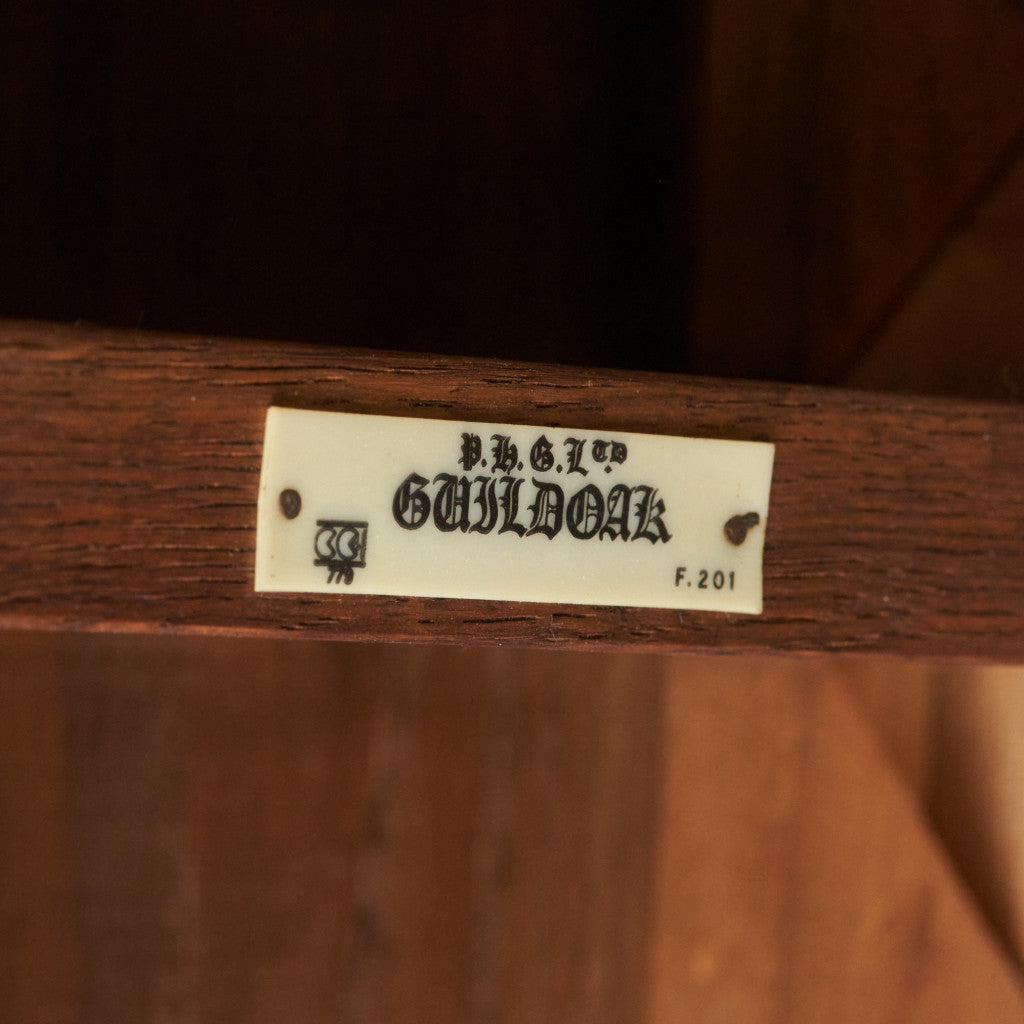 P.H.G. LTD
GUILDOAK
F. 201